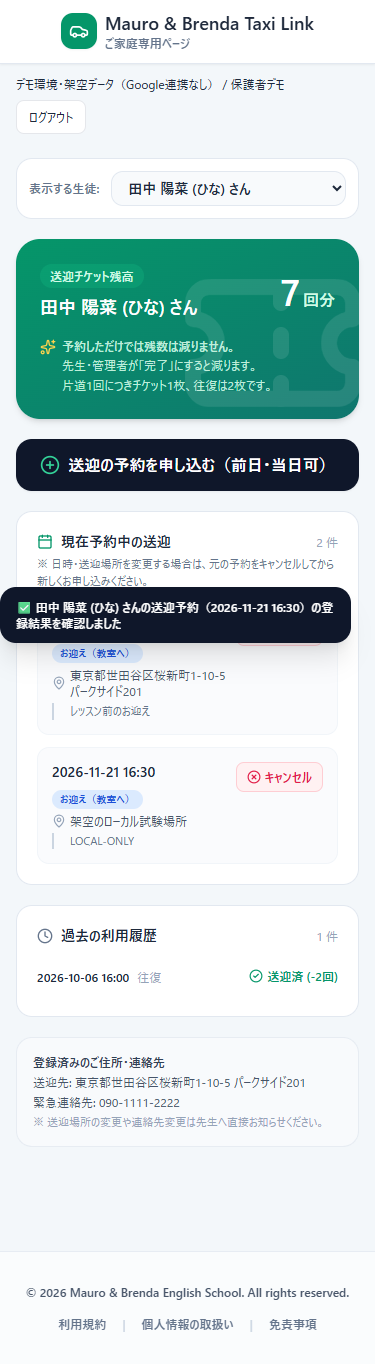 Mauro & Brenda Taxi Link
ご家庭専用ページ
デモ環境・架空データ（Google連携なし） / 保護者デモ
ログアウト
表示する生徒:
田中 陽菜 (ひな) さん
送迎チケット残高
田中 陽菜 (ひな) さん
7 回分
予約しただけでは残数は減りません。
先生・管理者が「完了」にすると減ります。
片道1回につきチケット1枚、往復は2枚です。
送迎の予約を申し込む（前日・当日可）
現在予約中の送迎
2 件
※ 日時・送迎場所を変更する場合は、元の予約をキャンセルしてから
新しくお申し込みください。
✅ 田中 陽菜 (ひな) さんの送迎予約（2026-11-21 16:30）の登
録結果を確認しました
お迎え（教室へ）
東京都世田谷区桜新町1-10-5
パークサイド201
レッスン前のお迎え
2026-11-21 16:30
キャンセル
お迎え（教室へ）
架空のローカル試験場所
LOCAL-ONLY
過去の利用履歴
1 件
2026-10-06 16:00 往復
送迎済 (-2回)
登録済みのご住所・連絡先
送迎先: 東京都世田谷区桜新町1-10-5 パークサイド201
緊急連絡先: 090-1111-2222
※ 送迎場所の変更や連絡先変更は先生へ直接お知らせください。
© 2026 Mauro & Brenda English School. All rights reserved.
利用規約 | 個人情報の取扱い | 免責事項